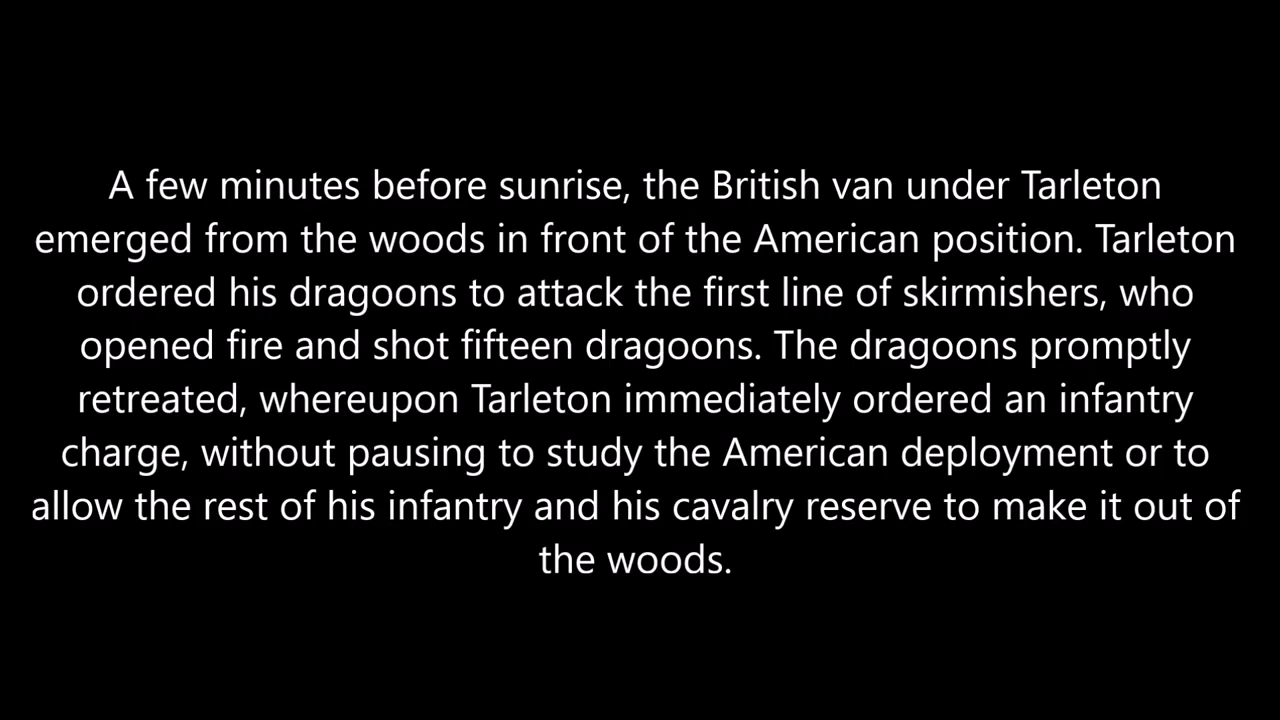 A few minutes before sunrise, the British van under Tarleton
emerged from the woods in front of the American position. Tarleton
ordered his dragoons to attack the first line of skirmishers, who
opened fire and shot fifteen dragoons. The dragoons promptly
retreated, whereupon Tarleton immediately ordered an infantry
charge, without pausing to study the American deployment or to
allow the rest of his infantry and his cavalry reserve to make it out of
the woods.